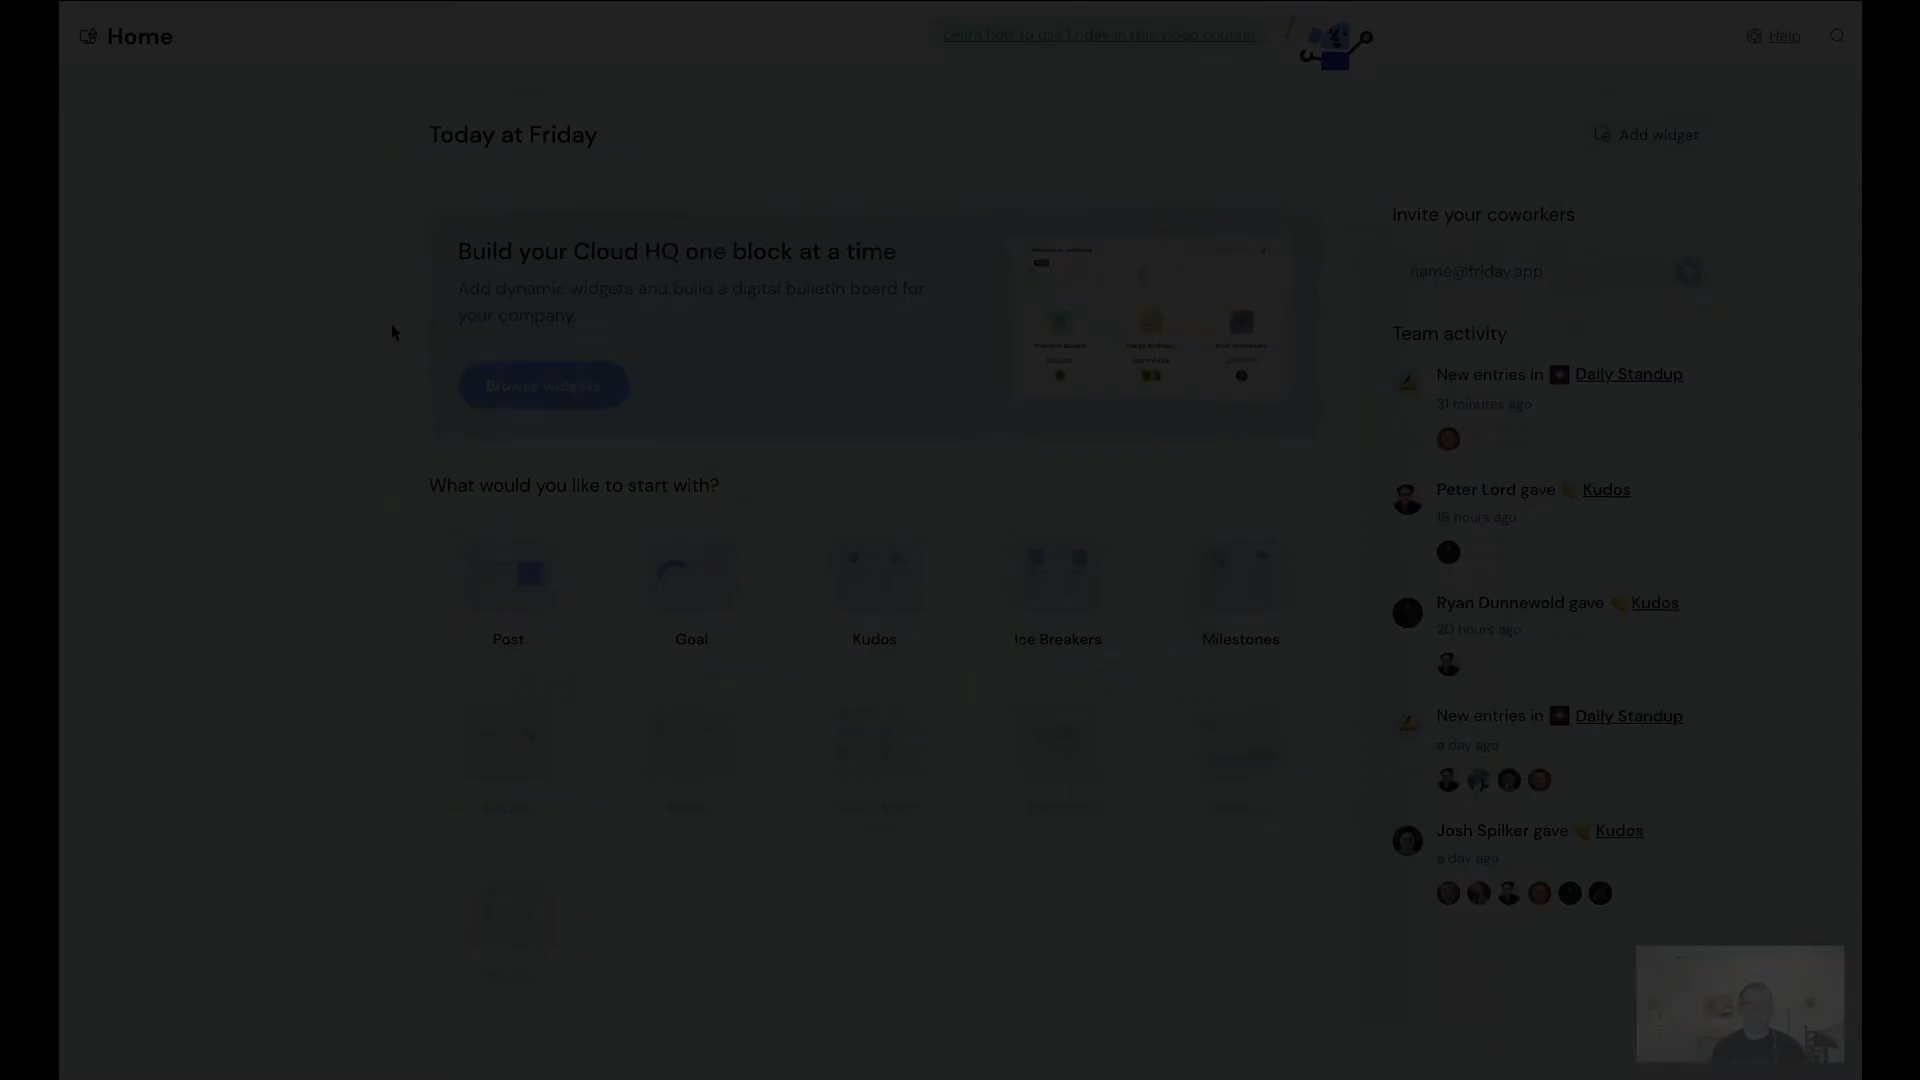 Home
Learn how to use Friday in this video course!
Help
Today at Friday
Add widget
Build your Cloud HQ one block at a time
Add dynamic widgets and build a digital bulletin board for
your company.
Browse widgets
Invite your coworkers
name@friday.app
Team activity
New entries in Daily Standup
31 minutes ago
Peter Lord gave Kudos
19 hours ago
Ryan Dunnewold gave Kudos
20 hours ago
New entries in Daily Standup
a day ago
Josh Spilker gave Kudos
a day ago
What would you like to start with?
Post
Goal
Kudos
Ice Breakers
Milestones